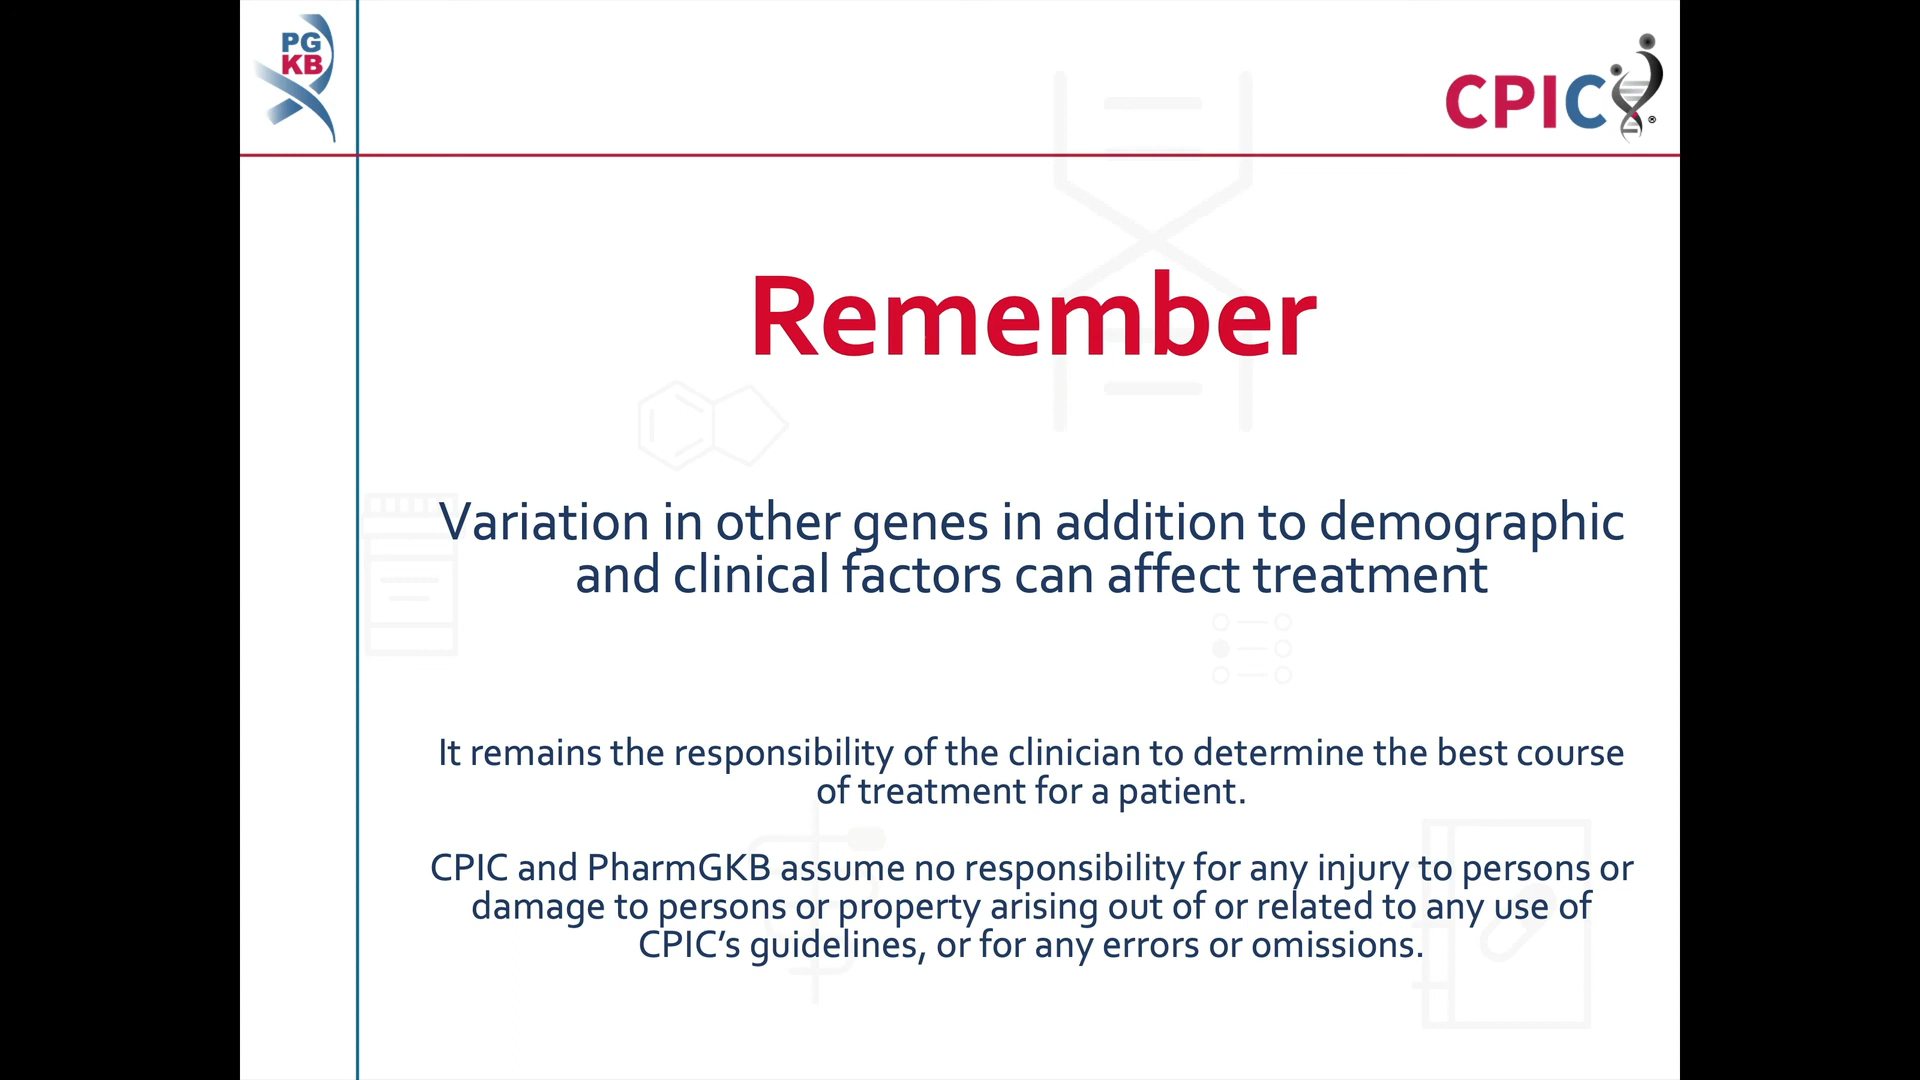 PG
KB
CPIC®
Remember
Variation in other genes in addition to demographic
and clinical factors can affect treatment
It remains the responsibility of the clinician to determine the best course
of treatment for a patient.
CPIC and PharmGKB assume no responsibility for any injury to persons or
damage to persons or property arising out of or related to any use of
CPIC’s guidelines, or for any errors or omissions.